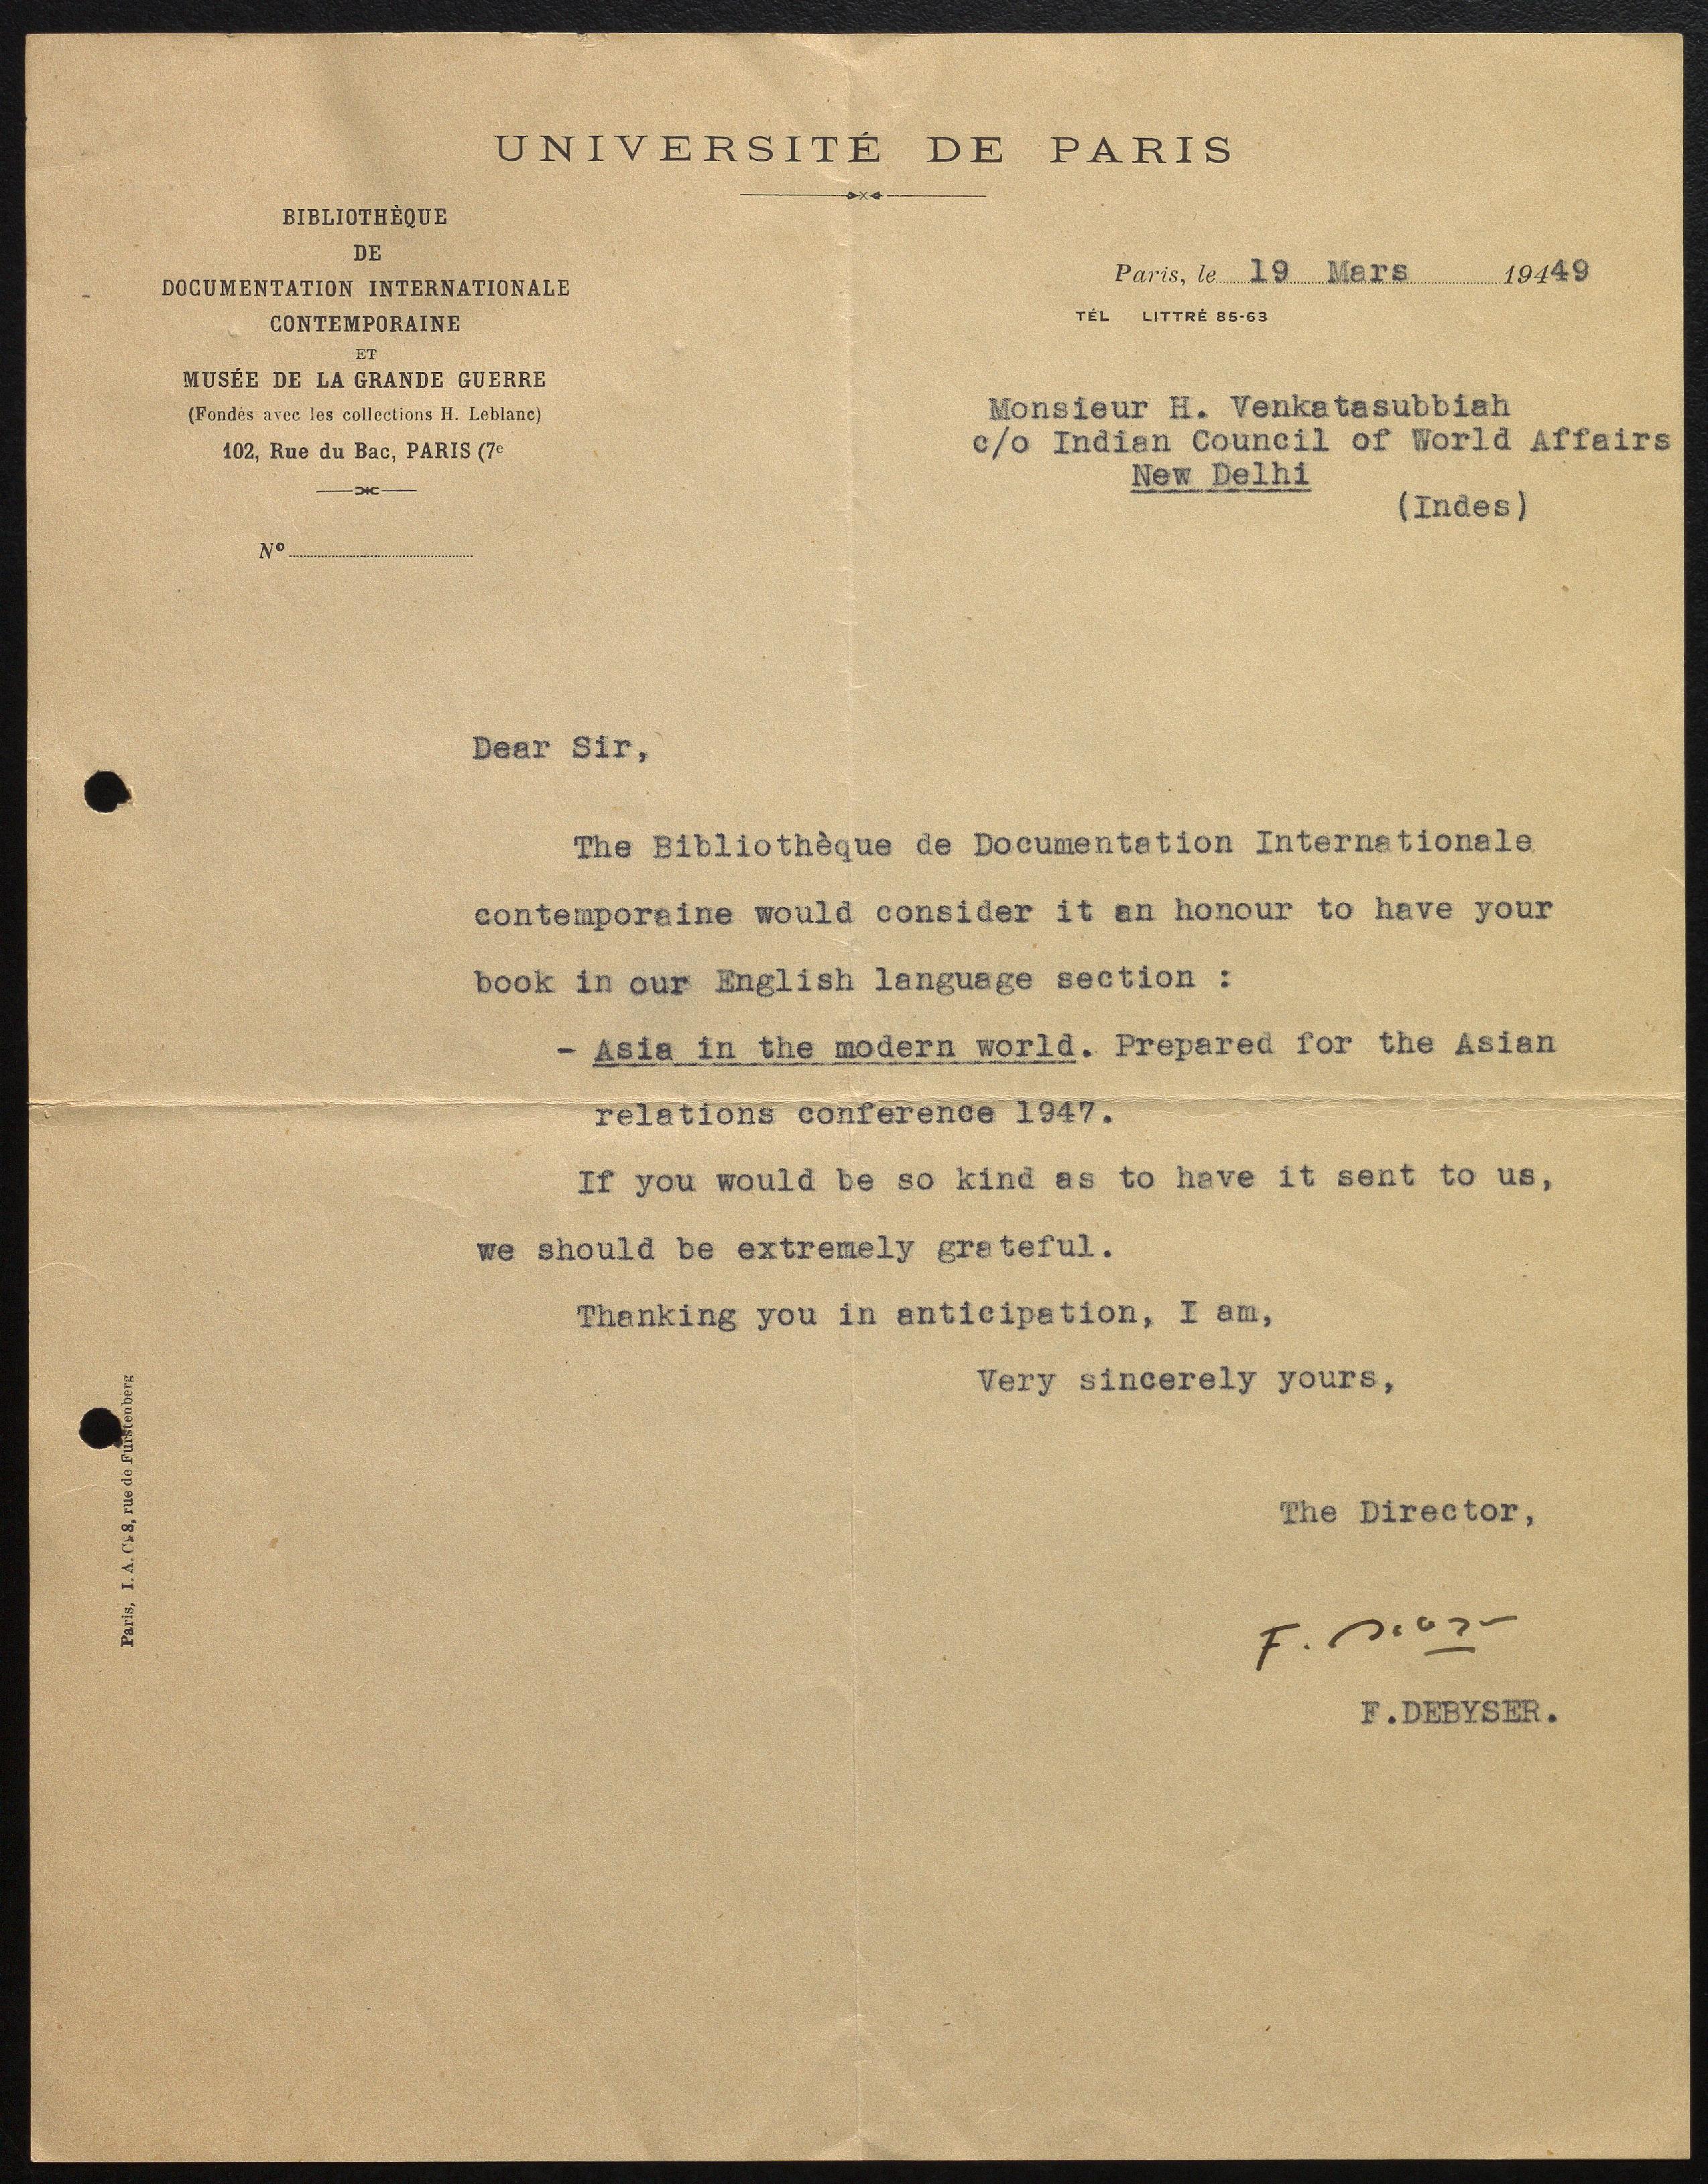 UNIVERSITÉ DE PARIS
BIBLIOTHÈQUE
DE
DOCUMENTATION INTERNATIONALE
CONTEMPORAINE
ET
MUSÉE DE LA GRANDE GUERRE
(Fondés avec les collections H. Leblanc)
102, Rue du Bac, PARIS (7e
Nº
Paris, le 19 Mars 19449
TÉL LITTRÉ 85-63
Monsieur H. Venkatasubbiah
c/o Indian Council of World Affairs
New Delhi
(Indes)
Dear Sir,
The Bibliothèque de Documentation Internationale
contemporaine would consider it an honour to have your
book in our English language section :
- Asia in the modern world. Prepared for the Asian
relations conference 1947.
If you would be so kind as to have it sent to us,
we should be extremely grateful.
Thanking you in anticipation, I am,
Very sincerely yours,
The Director,
F.
F.DEBYSER.
Paris, I. A. C. 8, rue de Furstenberg